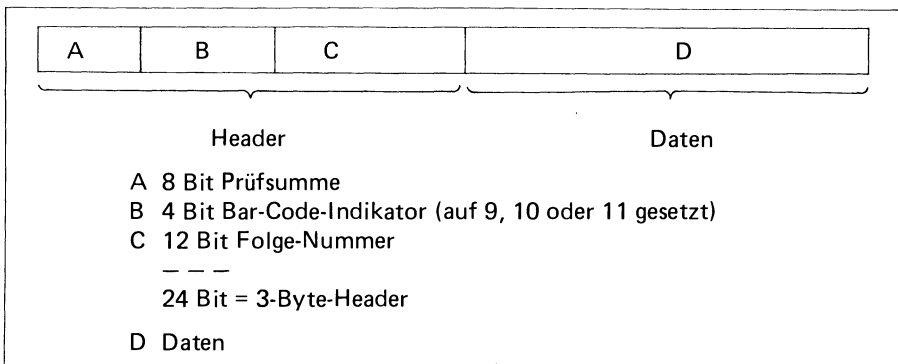 A B C D
Header Daten
A 8 Bit Prüfsumme
B 4 Bit Bar-Code-Indikator (auf 9, 10 oder 11 gesetzt)
C 12 Bit Folge-Nummer
— — —
24 Bit = 3-Byte-Header
D Daten